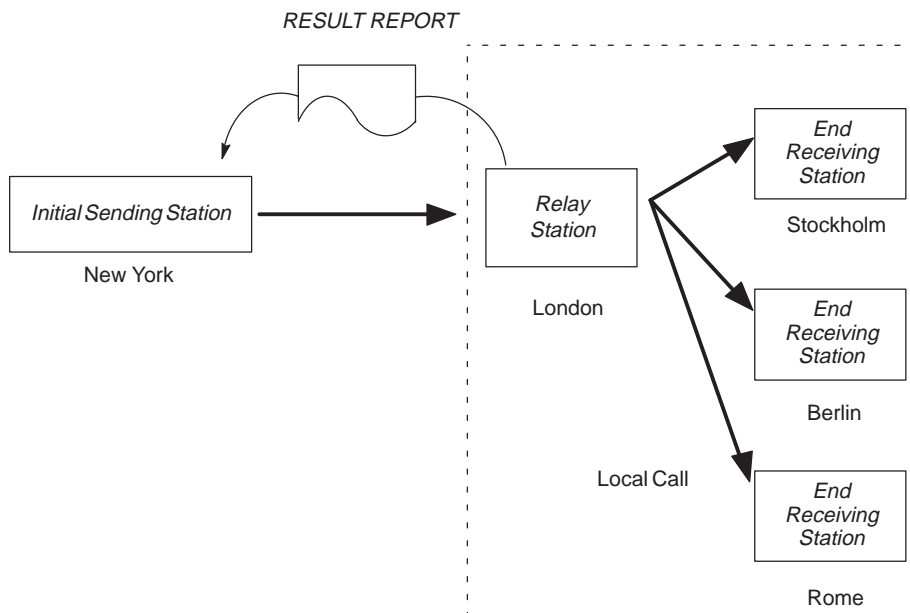 RESULT REPORT
Initial Sending Station
New York
Relay
Station
London
End
Receiving
Station
Stockholm
End
Receiving
Station
Berlin
Local Call
End
Receiving
Station
Rome